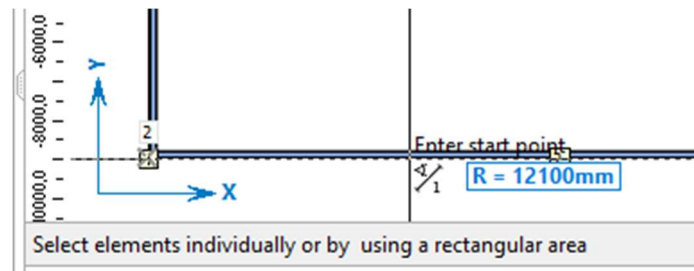 -6000,0
Y
-8000,0
2
Enter start point
1
R = 12100mm
10000,0
X
Select elements individually or by using a rectangular area